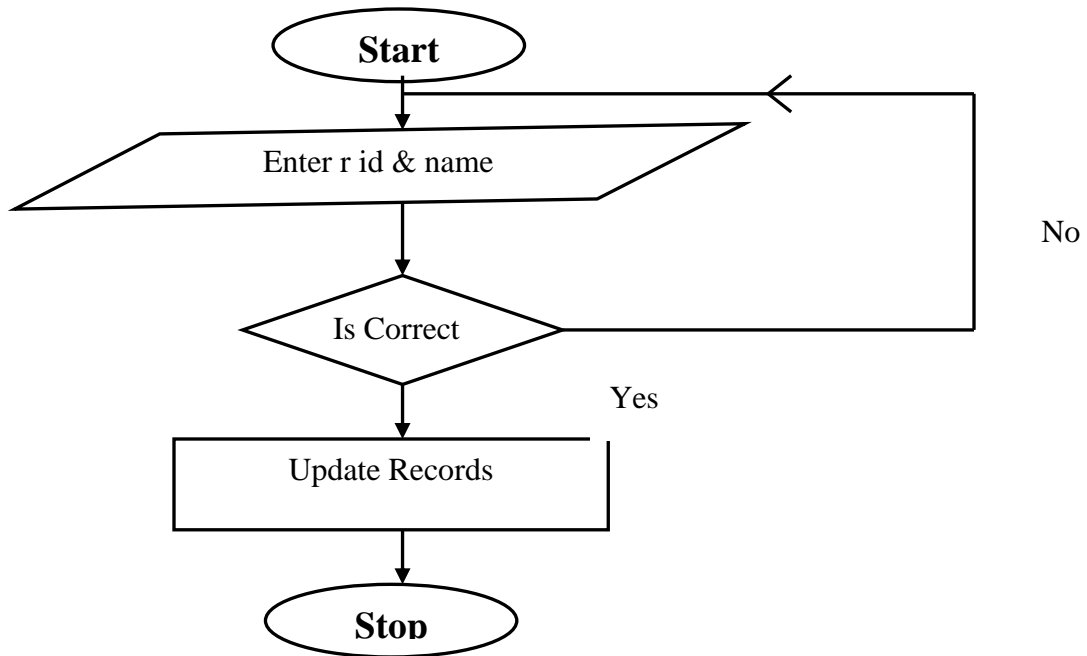 Start
Enter r id & name
No
Is Correct
Yes
Update Records
Stop